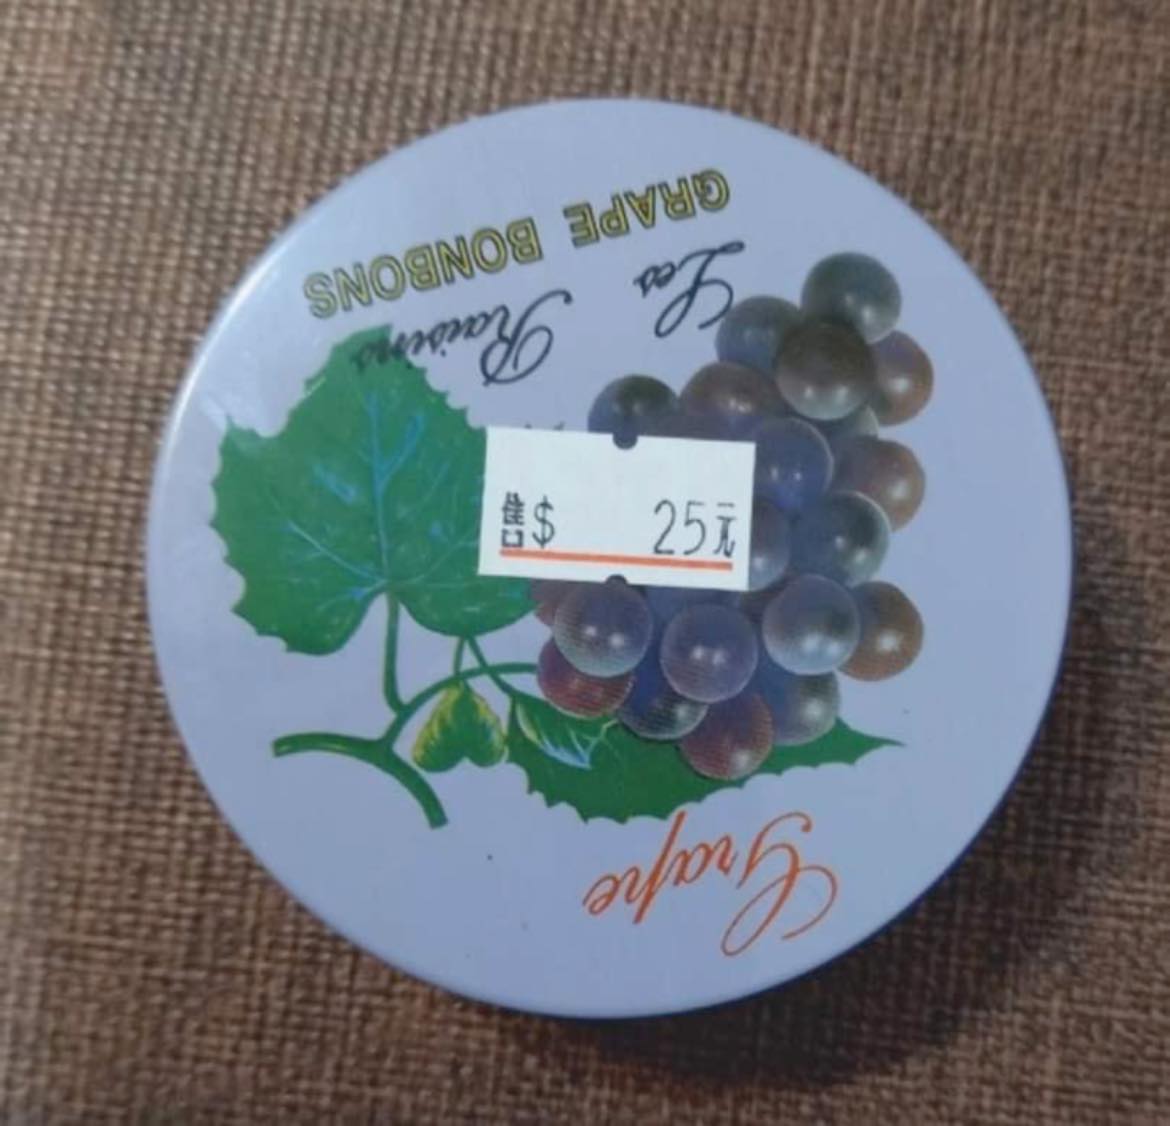 Grape
售$ 25元
Les Raisins
GRAPE BONBONS